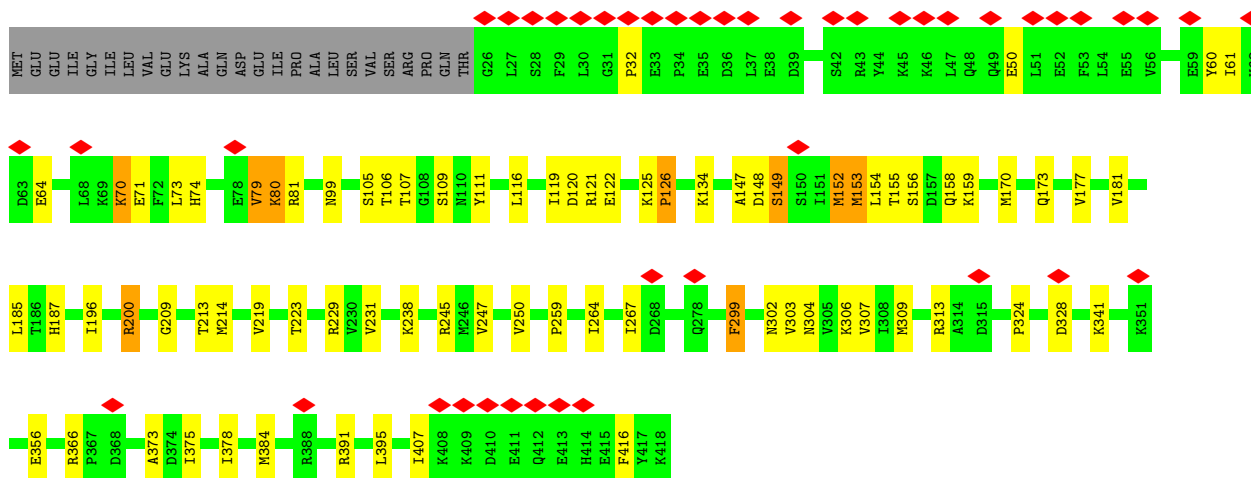 MET GLU GLU ILE GLY ILE LEU VAL GLU LYS ALA GLN ASP GLU ILE PRO ALA LEU SER VAL SER ARG PRO GLN THR G26 L27 S28 F29 L30 G31 P32 E33 P34 E35 D36 L37 E38 D39 S42 R43 Y44 K45 K46 L47 Q48 Q49 E50 L51 E52 F53 L54 E55 V56 E59 Y60 I61
D63 E64 L68 K69 K70 E71 F72 L73 H74 E78 V79 K80 R81 N99 S105 T106 T107 G108 S109 N110 Y111 L116 I119 D120 R121 E122 K125 P126 K134 A147 D148 S149 S150 I151 M152 M153 L154 T155 S156 D157 Q158 K159 M170 Q173 V177 V181
L185 T186 H187 I196 R200 G209 T213 M214 V219 T223 R229 V230 V231 K238 R245 M246 V247 V250 P259 I264 I267 D268 Q278 F299 N302 V303 N304 V305 K306 V307 I308 M309 R313 A314 D315 P324 D328 K341 K351
E356 R366 P367 D368 A373 D374 I375 I378 M384 R388 R391 L395 I407 K408 K409 D410 E411 Q412 E413 H414 E415 F416 Y417 K418